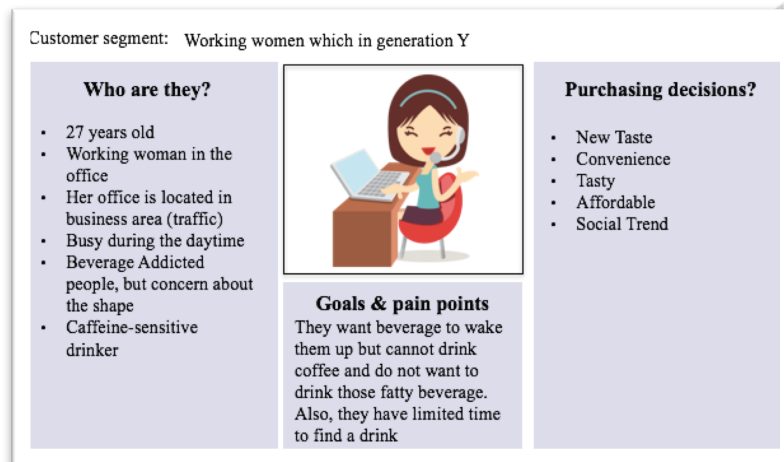 Customer segment: Working women which in generation Y
Who are they?
• 27 years old
• Working woman in the
office
• Her office is located in
business area (traffic)
• Busy during the daytime
• Beverage Addicted
people, but concern about
the shape
• Caffeine-sensitive
drinker
Goals & pain points
They want beverage to wake
them up but cannot drink
coffee and do not want to
drink those fatty beverage.
Also, they have limited time
to find a drink
Purchasing decisions?
• New Taste
• Convenience
• Tasty
• Affordable
• Social Trend